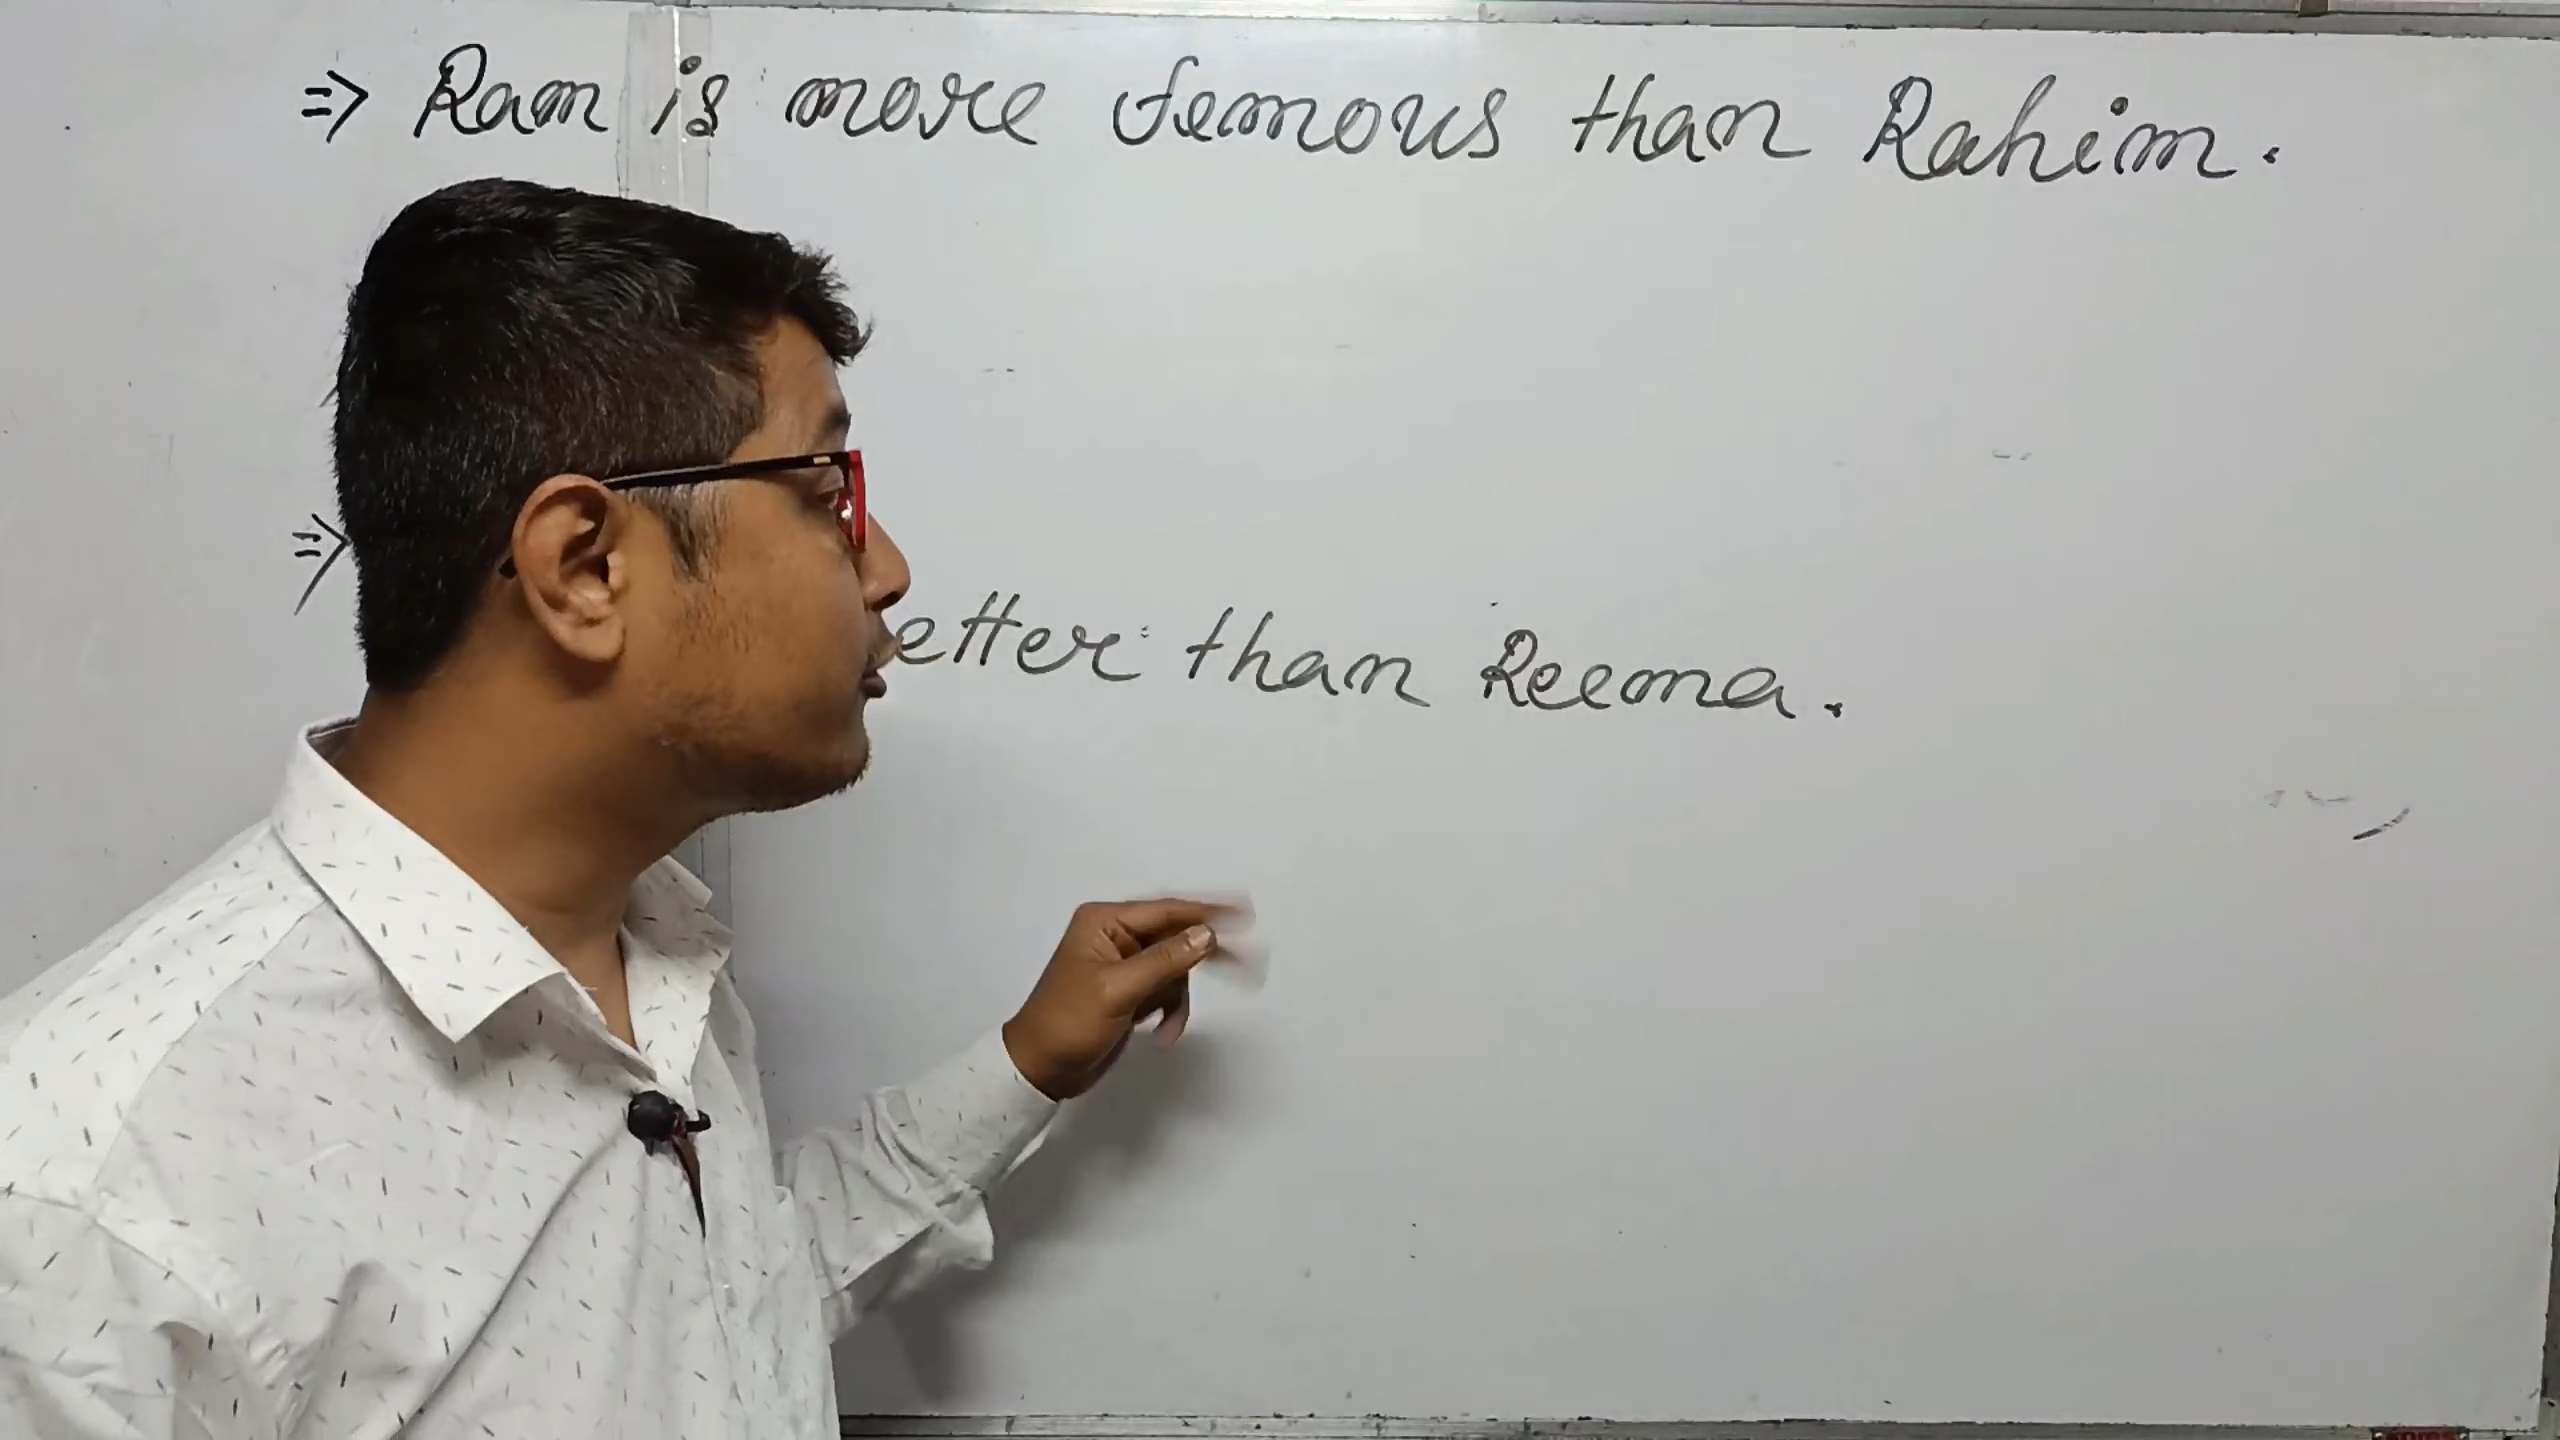 ⇒ Ram is more femous than Rahim.
⇒ etter than Reema.